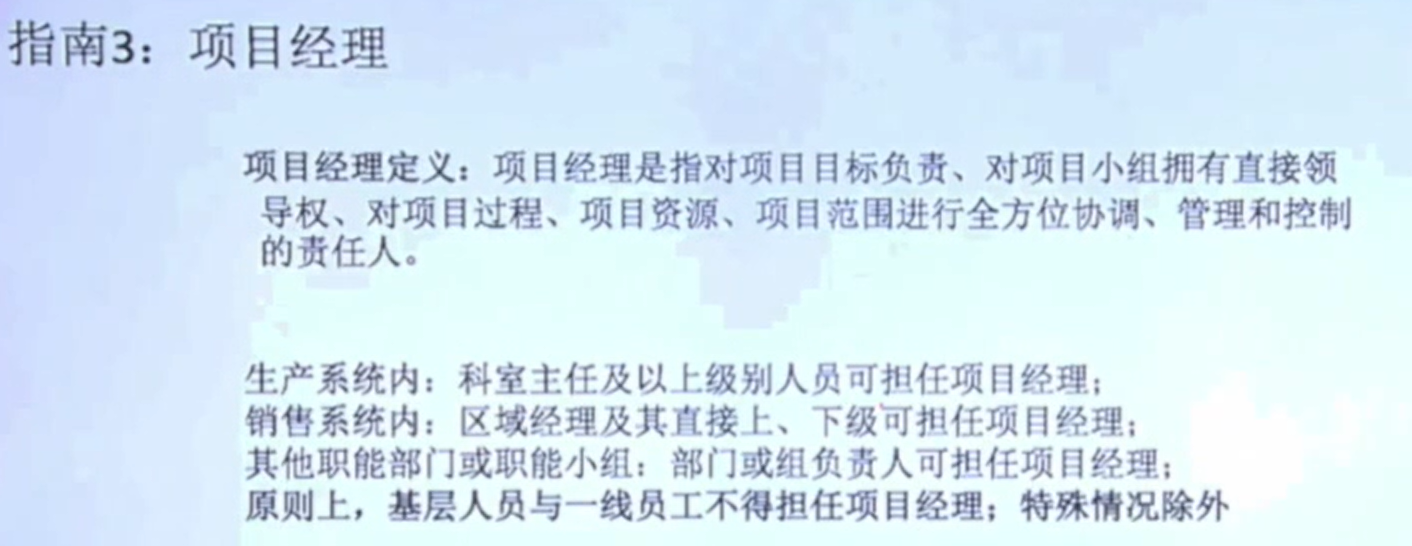 指南3：项目经理
项目经理定义：项目经理是指对项目目标负责、对项目小组拥有直接领
导权、对项目过程、项目资源、项目范围进行全方位协调、管理和控制
的责任人。
生产系统内：科室主任及以上级别人员可担任项目经理；
销售系统内：区域经理及其直接上、下级可担任项目经理；
其他职能部门或职能小组：部门或组负责人可担任项目经理；
原则上，基层人员与一线员工不得担任项目经理；特殊情况除外